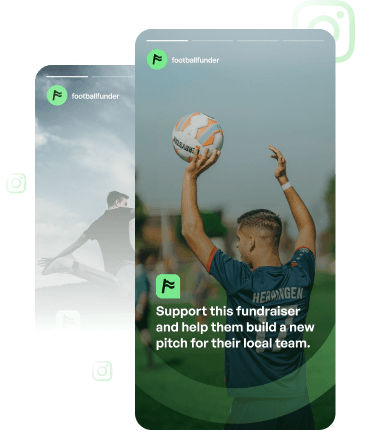 footballfunder
footballfunder
Support this fundraiser
and help them build a new
pitch for their local team.